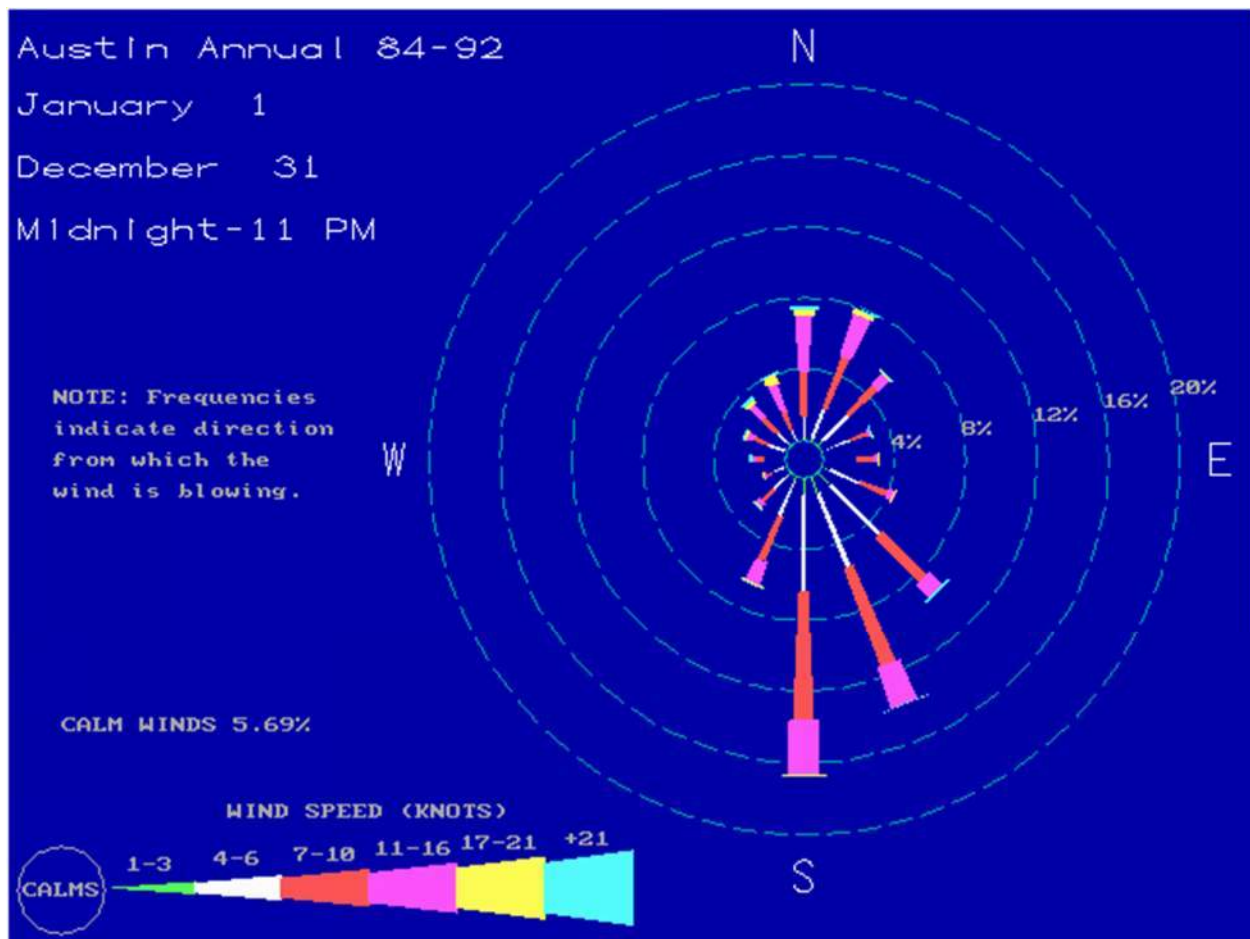 Austin Annual 84-92
January 1
December 31
Midnight-11 PM
N
NOTE: Frequencies
indicate direction
from which the
wind is blowing.
W
4%
8%
12%
16%
20%
E
S
CALM WINDS 5.69%
WIND SPEED (KNOTS)
CALMS
1-3
4-6
7-10
11-16
17-21
+21